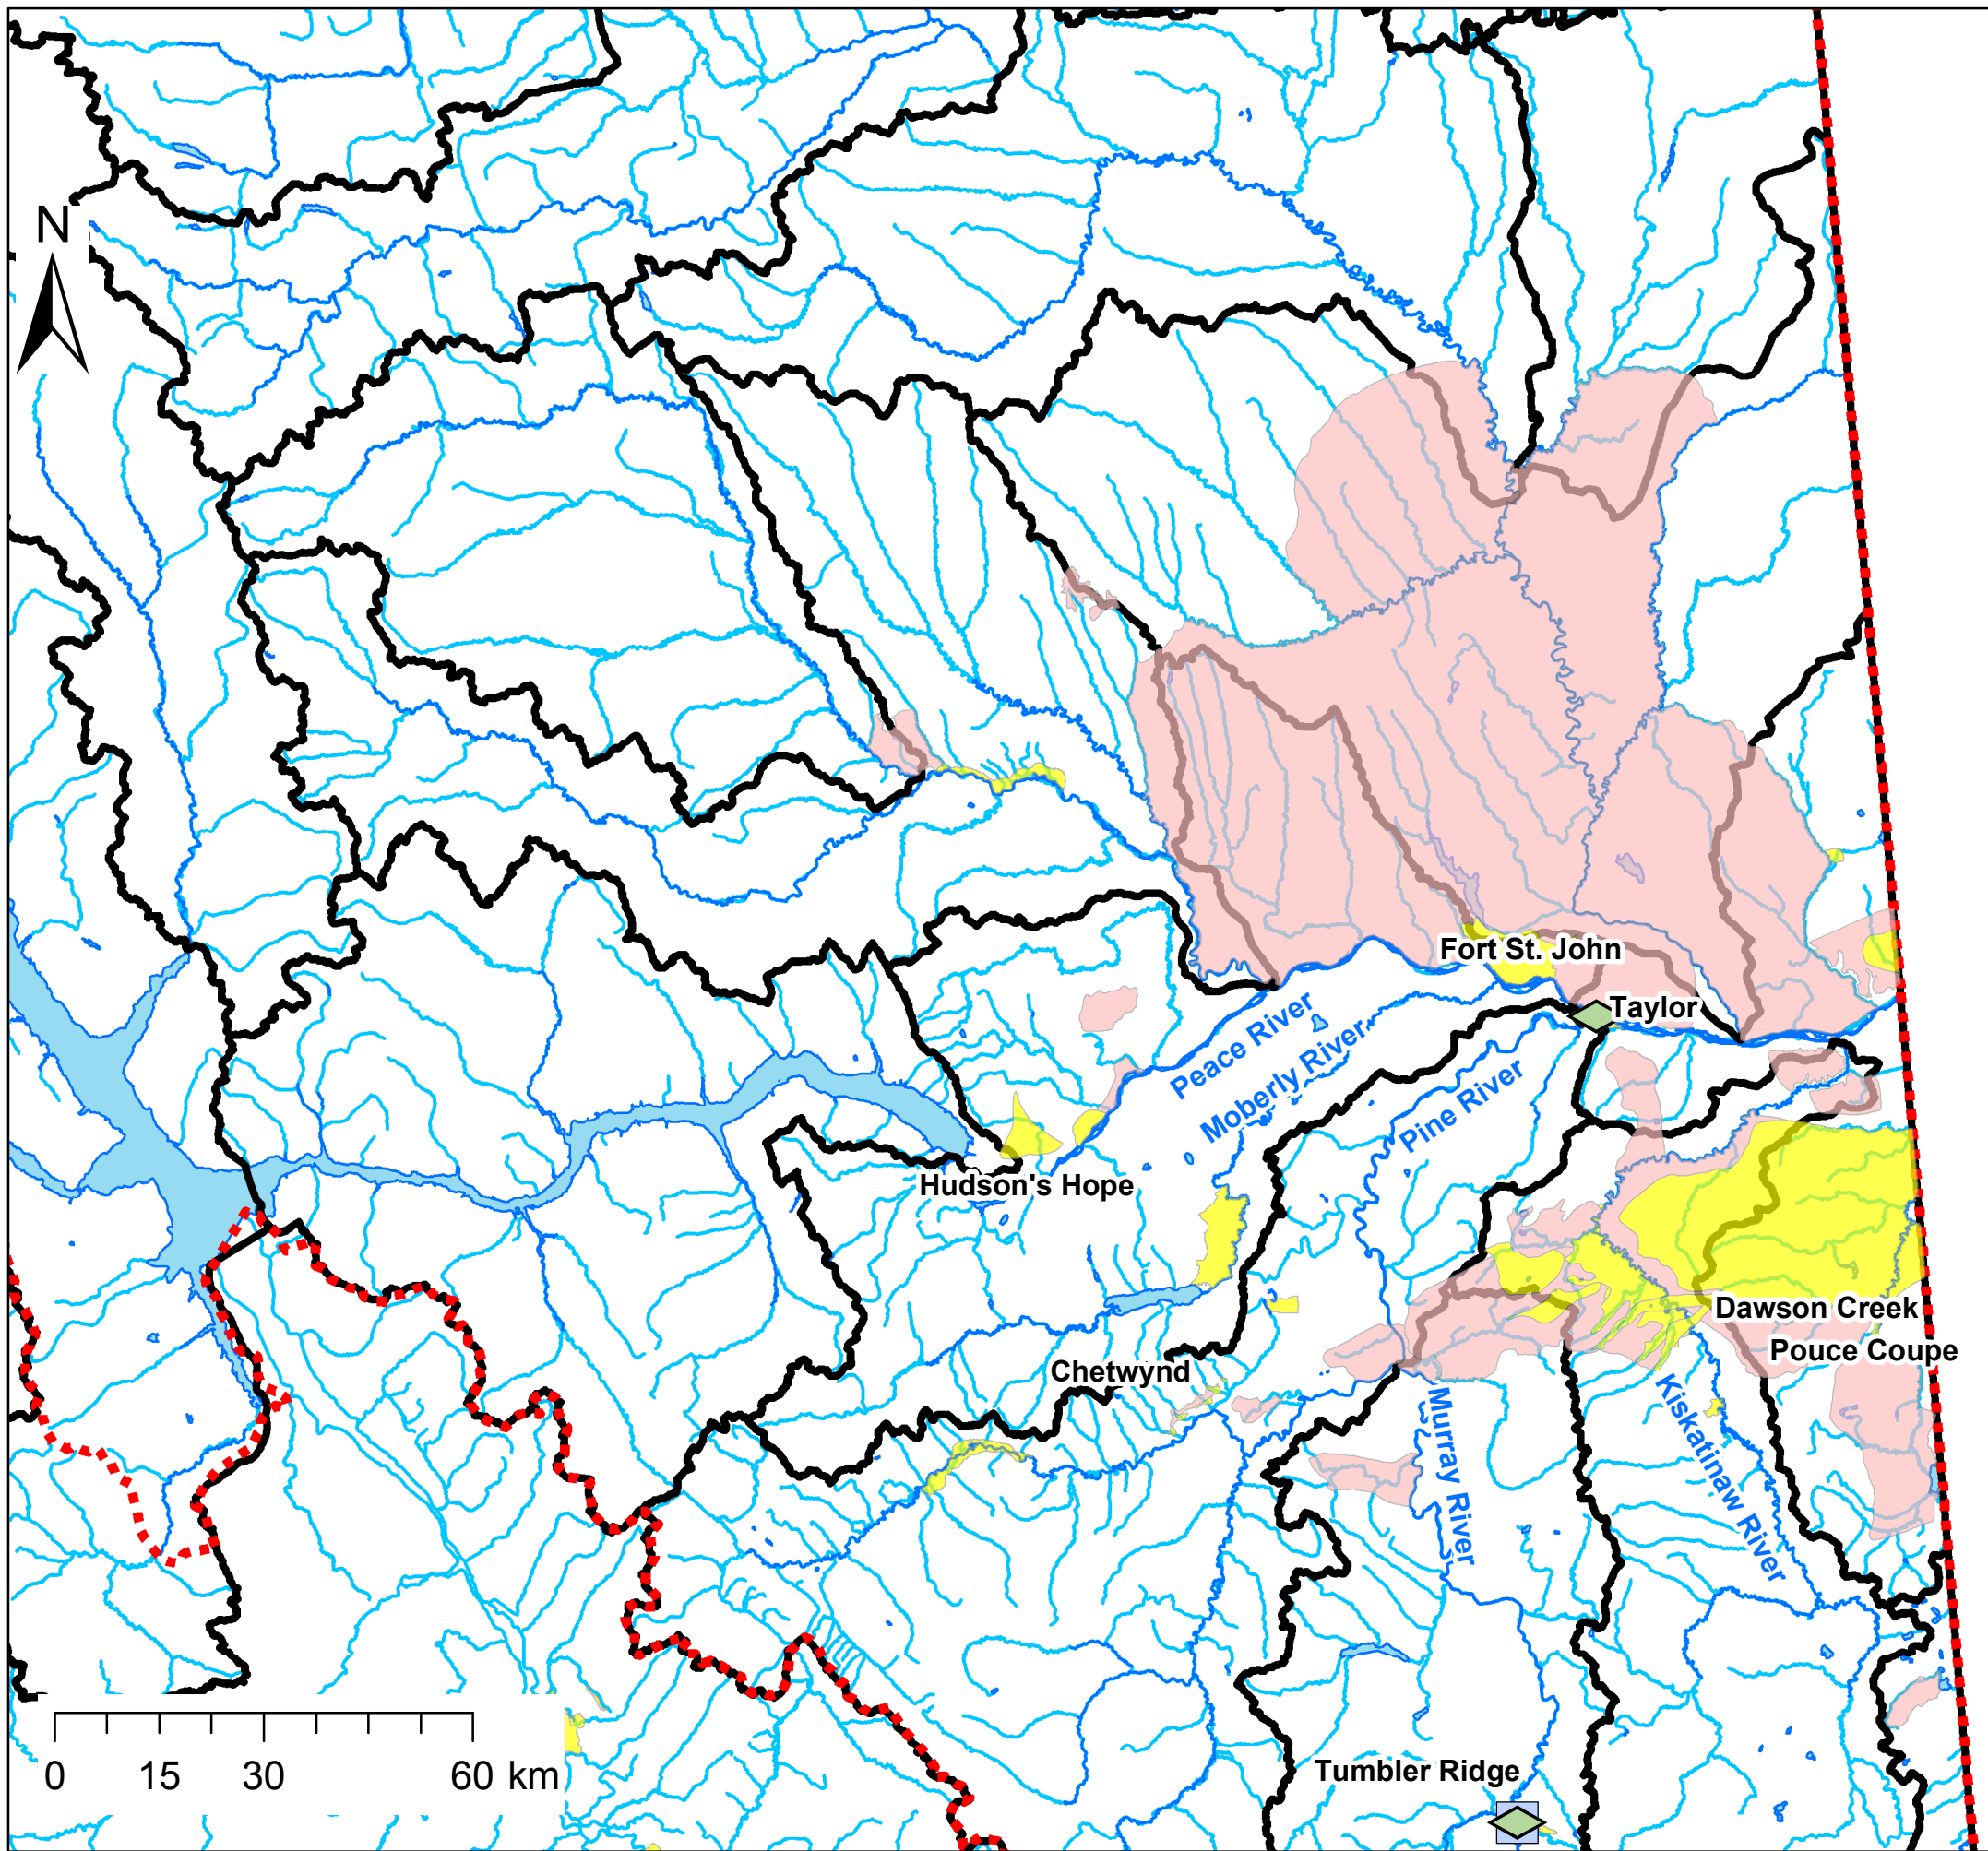 N
Fort St. John
Taylor
Peace River
Moberly River
Pine River
Hudson's Hope
Dawson Creek
Pouce Coupe
Chetwynd
Murray River
Kiskatinaw River
Tumbler Ridge
0 15 30 60 km